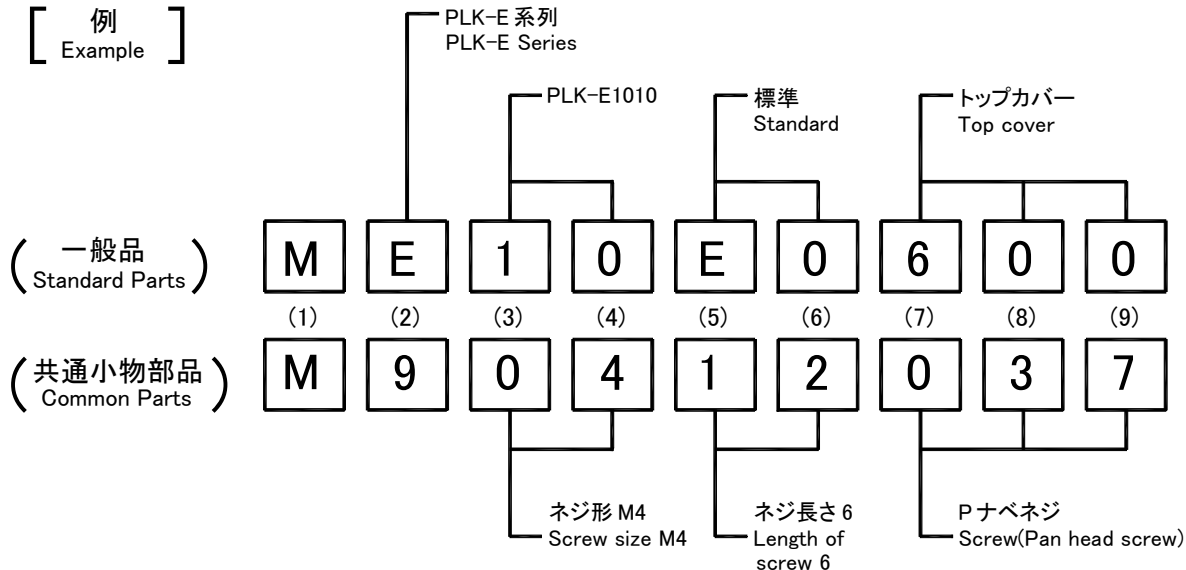 例
Example
PLK-E 系列
PLK-E Series
PLK-E1010
標準
Standard
トップカバー
Top cover
一般品
Standard Parts
M E 1 0 E 0 6 0 0
(1) (2) (3) (4) (5) (6) (7) (8) (9)
共通小物部品
Common Parts
M 9 0 4 1 2 0 3 7
ネジ形 M4
Screw size M4
ネジ長さ 6
Length of
screw 6
P ナベネジ
Screw(Pan head screw)